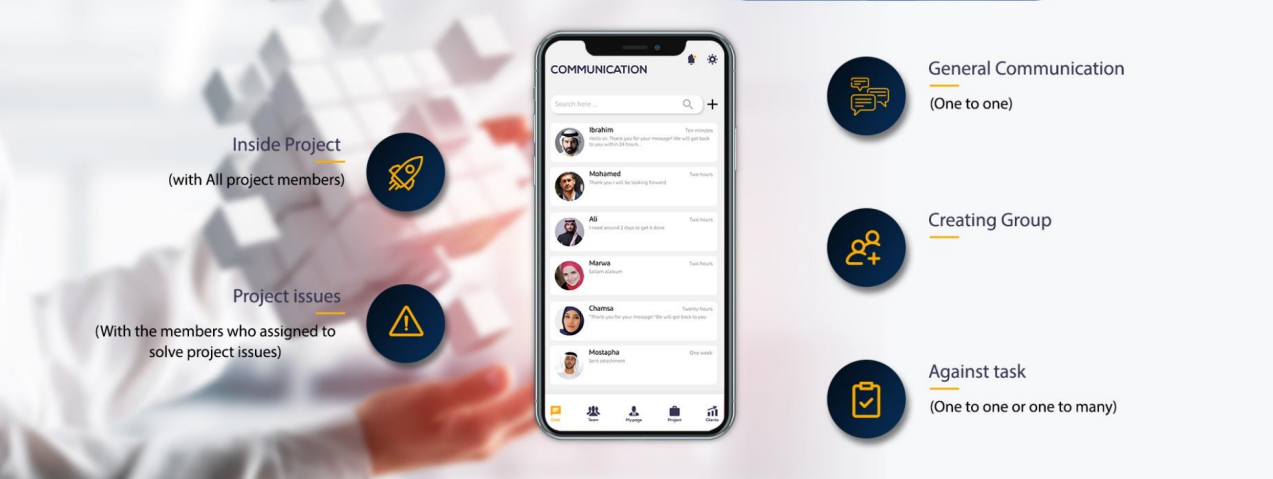 Inside Project
(with All project members)
Project issues
(With the members who assigned to
solve project issues)
COMMUNICATION
Search here ..
Ibrahim
Ten minutes
Hello sir, Thank you for your message! We will get back
to you within 24 hours...
Mohamed
Two hours
Thank you I will be looking forward
Ali
Two hours
I need around 2 days to get it done
Marwa
Two hours
Salam alaikum
Chamsa
Twenty hours
"Thank you for your message! We will get back to you
Mostapha
One week
Sent attachment
Chat
Team
My page
Project
Clients
General Communication
(One to one)
Creating Group
Against task
(One to one or one to many)